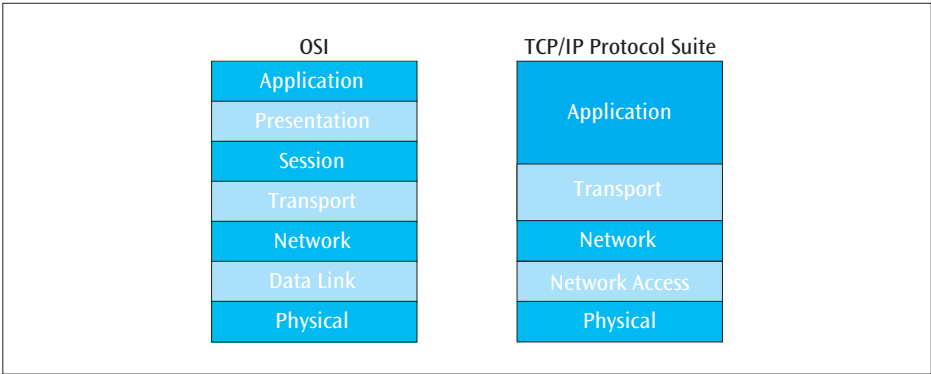 OSI
Application
Presentation
Session
Transport
Network
Data Link
Physical
TCP/IP Protocol Suite
Application
Transport
Network
Network Access
Physical